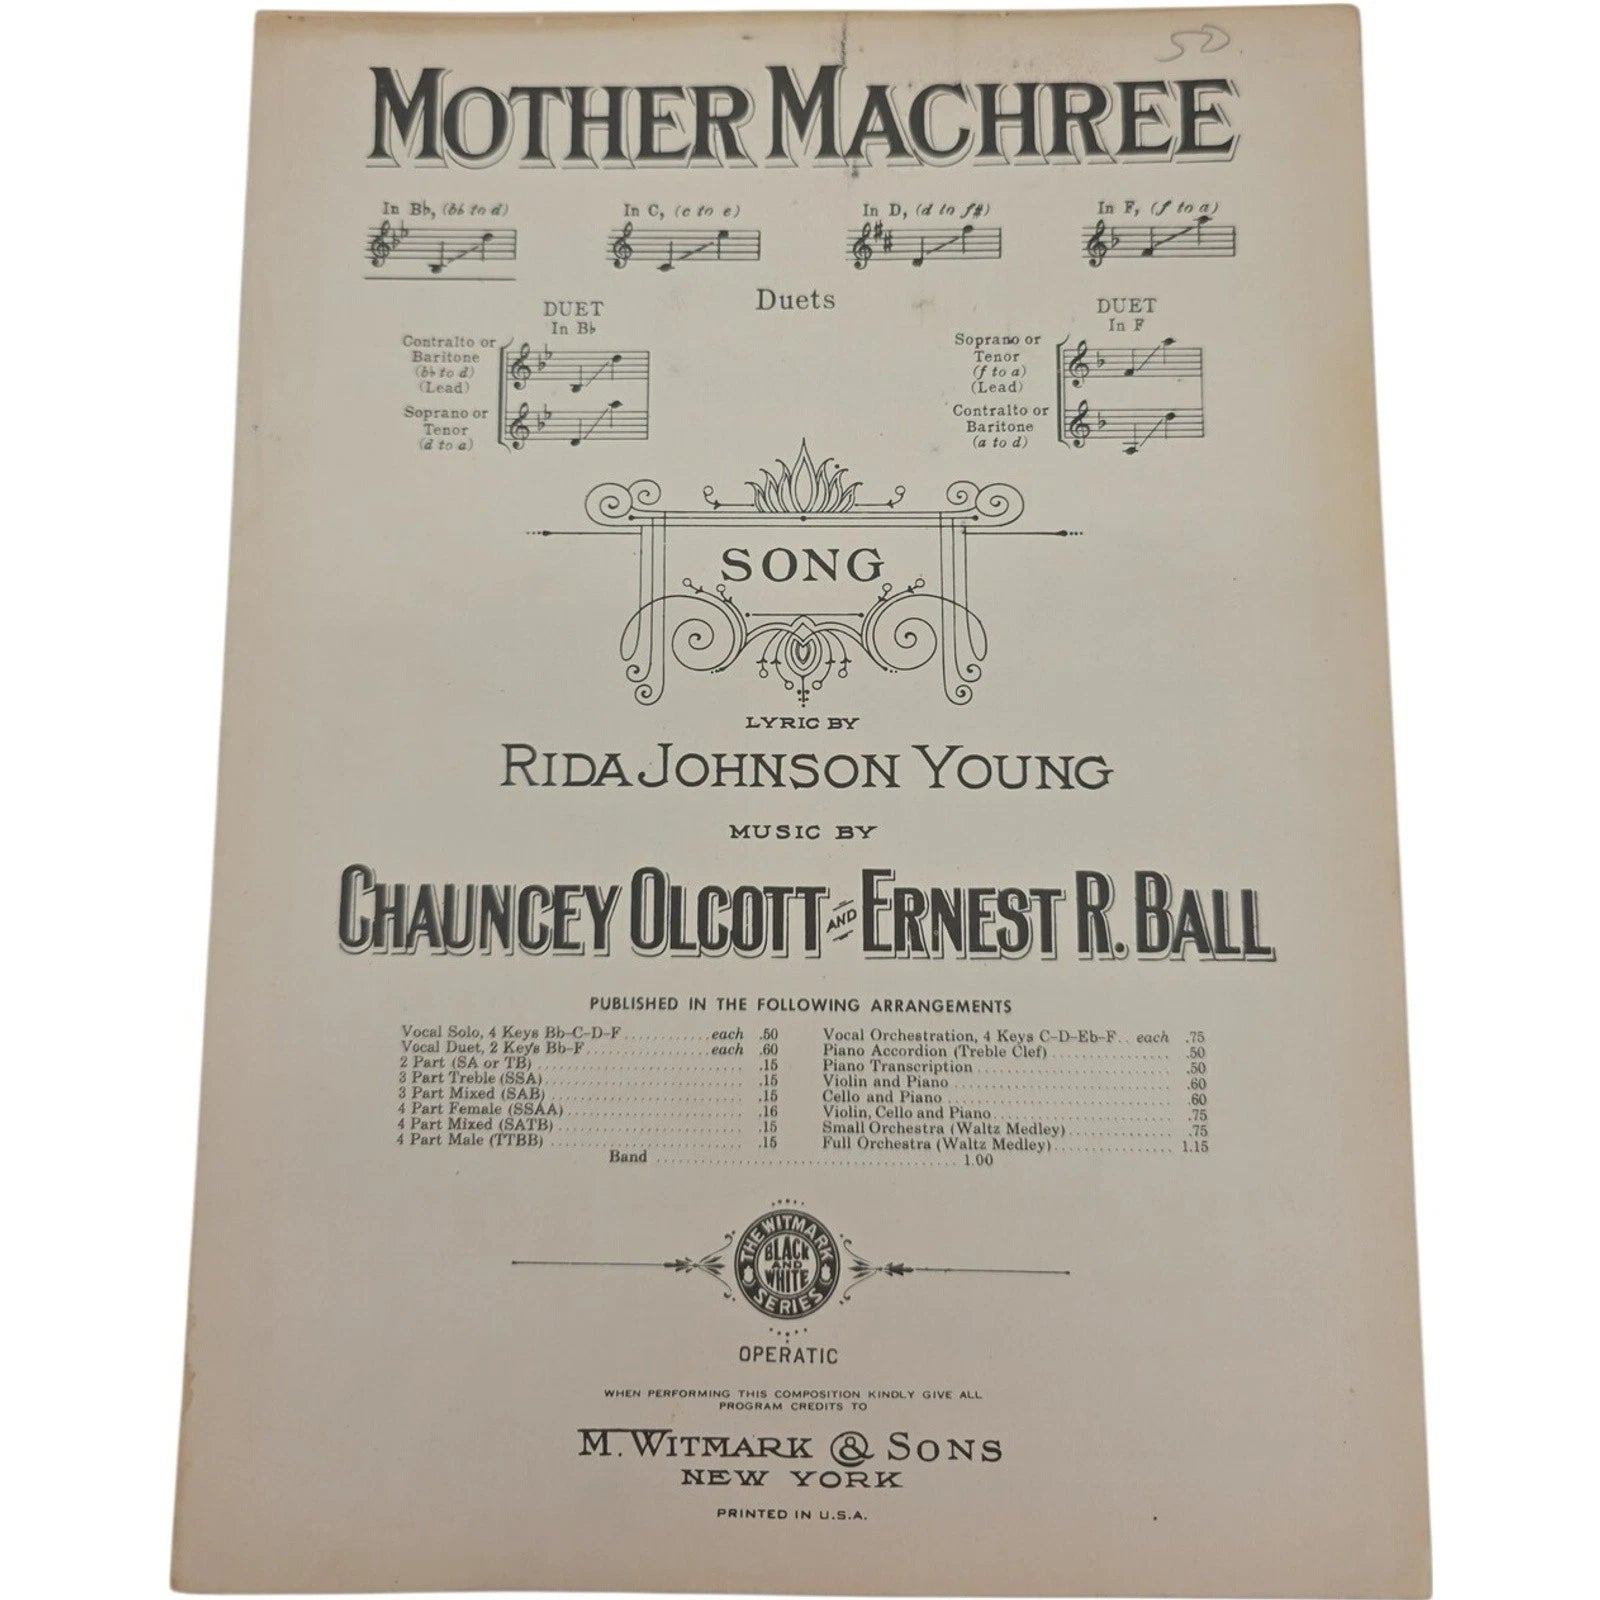 50
MOTHER MACHREE
In B♭, (b♭ to d) In C, (c to e) In D, (d to f♯) In F, (f to a)
Duets
DUET
In B♭
Contralto or
Baritone
(b♭ to d)
(Lead)
Soprano or
Tenor
(d to a)
DUET
In F
Soprano or
Tenor
(f to a)
(Lead)
Contralto or
Baritone
(a to d)
SONG
LYRIC BY
RIDA JOHNSON YOUNG
MUSIC BY
CHAUNCEY OLCOTT AND ERNEST R. BALL
PUBLISHED IN THE FOLLOWING ARRANGEMENTS
Vocal Solo, 4 Keys Bb-C-D-F ............ each .50
Vocal Duet, 2 Keys Bb-F ................ each .60
2 Part (SA or TB) ........................ .15
3 Part Treble (SSA) ........................ .15
3 Part Mixed (SAB) ........................ .15
4 Part Female (SSAA) ........................ .16
4 Part Mixed (SATB) ........................ .15
4 Part Male (TTBB) ........................ .15
Vocal Orchestration, 4 Keys C-D-Eb-F .. each .75
Piano Accordion (Treble Clef) ................ .50
Piano Transcription ........................ .50
Violin and Piano ........................ .60
Cello and Piano ........................ .60
Violin, Cello and Piano .................... .75
Small Orchestra (Waltz Medley) ............ .75
Full Orchestra (Waltz Medley) ............ 1.15
Band ........................................ 1.00
THE WITMARK
BLACK
AND
WHITE
SERIES
OPERATIC
WHEN PERFORMING THIS COMPOSITION KINDLY GIVE ALL
PROGRAM CREDITS TO
M. WITMARK & SONS
NEW YORK
PRINTED IN U.S.A.